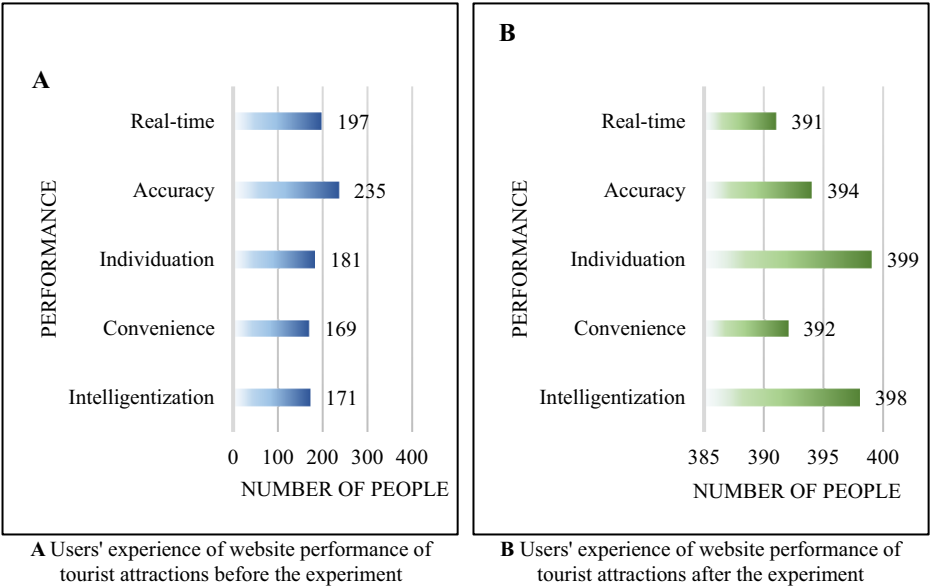 A
PERFORMANCE
Real-time 197
Accuracy 235
Individuation 181
Convenience 169
Intelligentization 171
0 100 200 300 400
NUMBER OF PEOPLE
B
PERFORMANCE
Real-time 391
Accuracy 394
Individuation 399
Convenience 392
Intelligentization 398
385 390 395 400
NUMBER OF PEOPLE
A Users' experience of website performance of
tourist attractions before the experiment
B Users' experience of website performance of
tourist attractions after the experiment